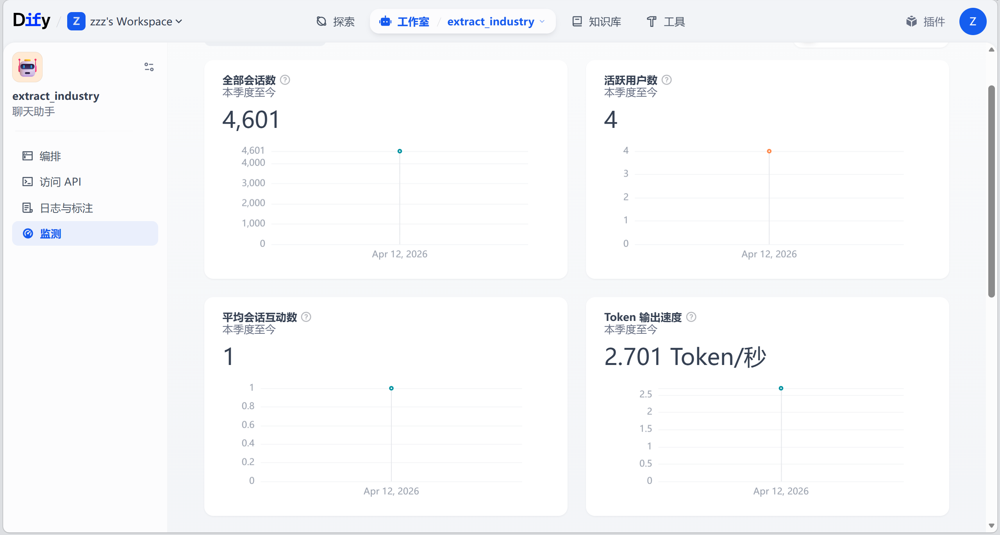 Dify / Z zzz's Workspace 探索 工作室 / extract_industry 知识库 工具 插件 Z
extract_industry
聊天助手
编排
访问 API
日志与标注
监测
全部会话数 ?
本季度至今
4,601
4,601
4,000
3,000
2,000
1,000
0
Apr 12, 2026
活跃用户数 ?
本季度至今
4
4
3
2
1
0
Apr 12, 2026
平均会话互动数 ?
本季度至今
1
1
0.8
0.6
0.4
0.2
0
Apr 12, 2026
Token 输出速度 ?
本季度至今
2.701 Token/秒
2.5
2
1.5
1
0.5
0
Apr 12, 2026